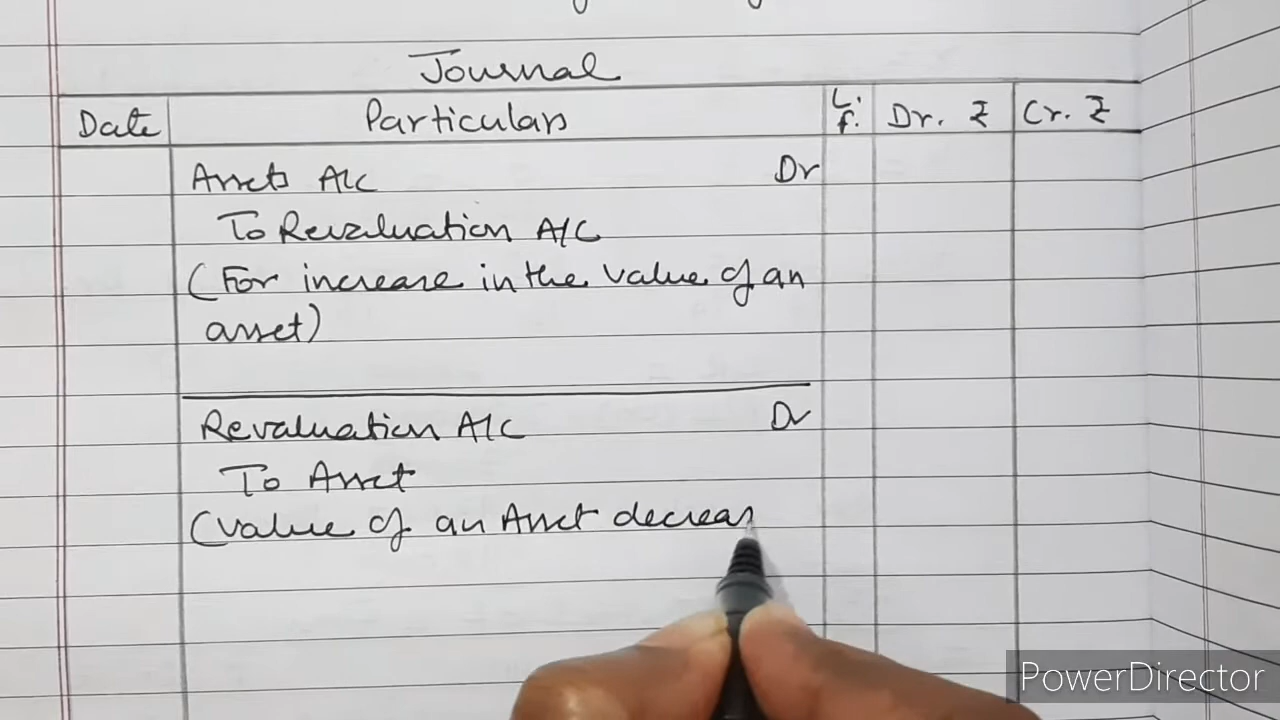 Journal
Date Particulars L.F. Dr. ₹ Cr. ₹
Assets A/C Dr
To Revaluation A/C
(For increase in the value of an
asset)
Revaluation A/C Dr
To Asset
(value of an Asset decreas
PowerDirector